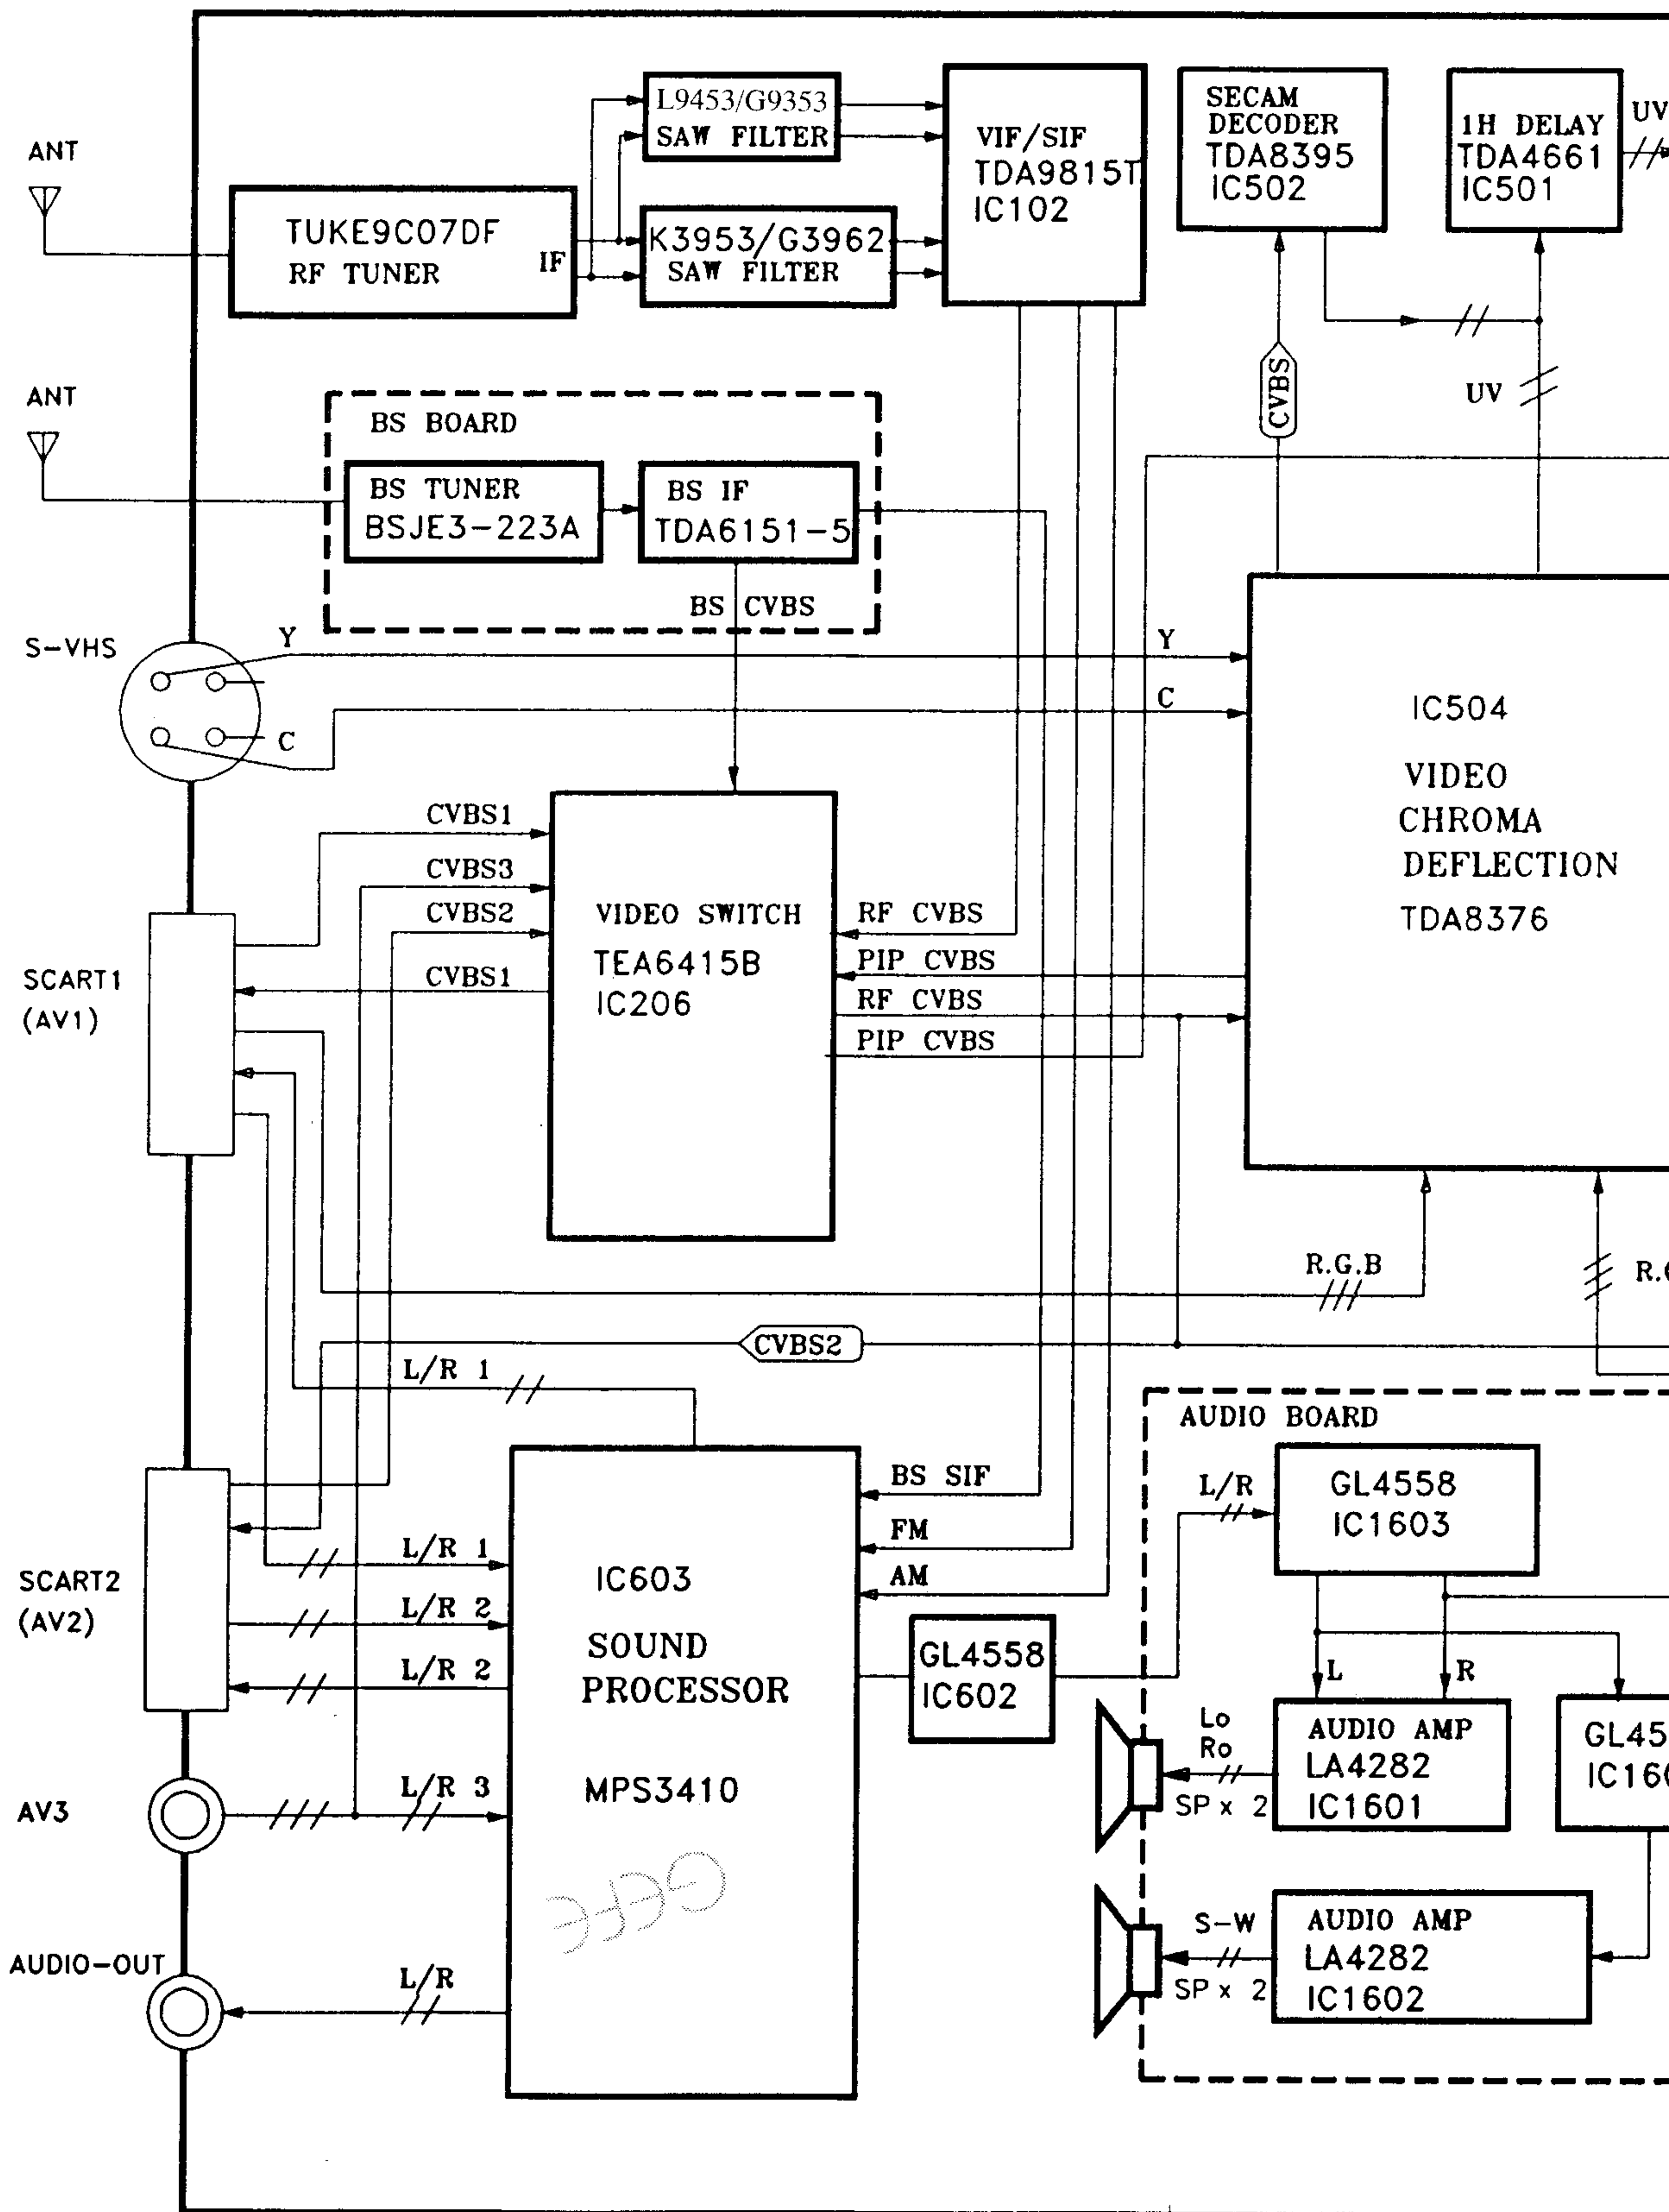 ANT
TUKE9C07DF
RF TUNER
IF
L9453/G9353
SAW FILTER
K3953/G3962
SAW FILTER
VIF/SIF
TDA9815T
IC102
SECAM
DECODER
TDA8395
IC502
1H DELAY
TDA4661
IC501
UV
CVBS
UV
ANT
BS BOARD
BS TUNER
BSJE3-223A
BS IF
TDA6151-5
BS CVBS
S-VHS
Y
C
Y
C
IC504
VIDEO
CHROMA
DEFLECTION
TDA8376
CVBS1
CVBS3
CVBS2
CVBS1
VIDEO SWITCH
TEA6415B
IC206
RF CVBS
PIP CVBS
RF CVBS
PIP CVBS
SCART1
(AV1)
R.G.B
CVBS2
L/R 1
AUDIO BOARD
BS SIF
FM
AM
L/R
GL4558
IC1603
SCART2
(AV2)
L/R 1
L/R 2
L/R 2
IC603
SOUND
PROCESSOR
MPS3410
GL4558
IC602
L
R
Lo
Ro
SP x 2
AUDIO AMP
LA4282
IC1601
AV3
L/R 3
S-W
SP x 2
AUDIO AMP
LA4282
IC1602
AUDIO-OUT
L/R